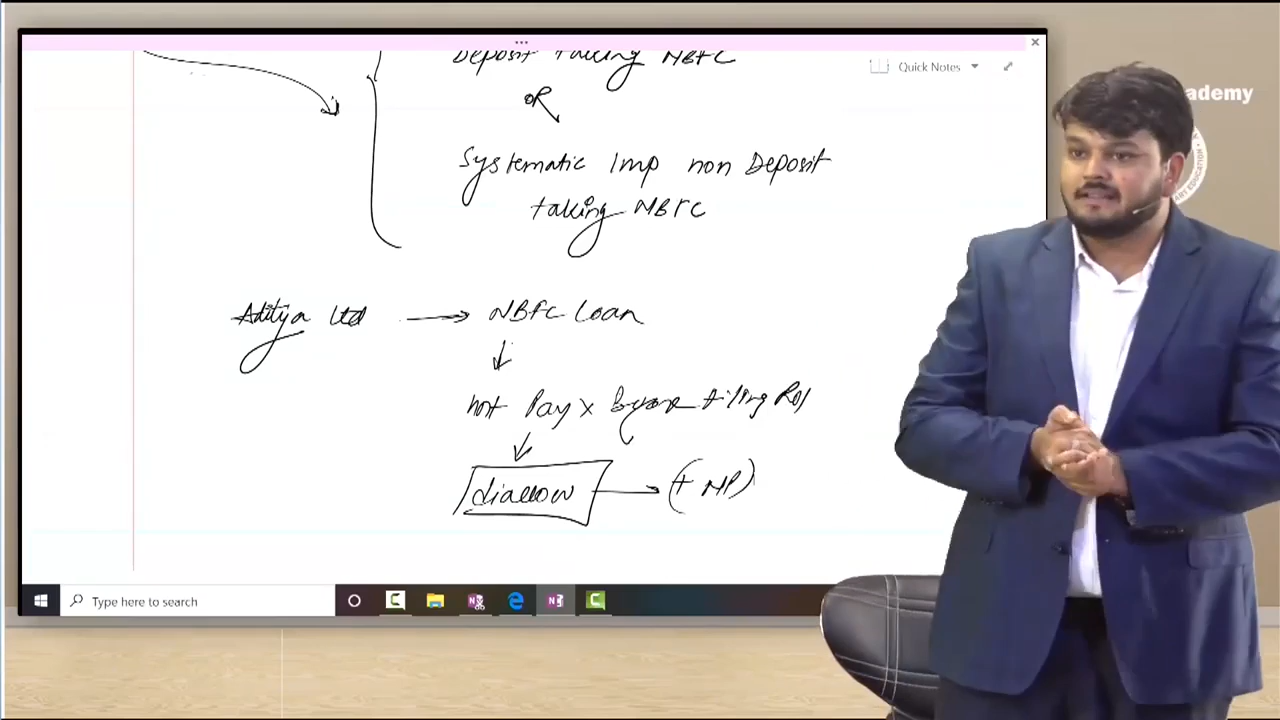 Deposit taking NBFC
OR
Systematic Imp non Deposit
taking NBFC
Aditya Ltd → NBFC Loan
↓
not Pay × before filing ROI
↓
disallow → (+ NP)
Quick Notes
ademy
Type here to search